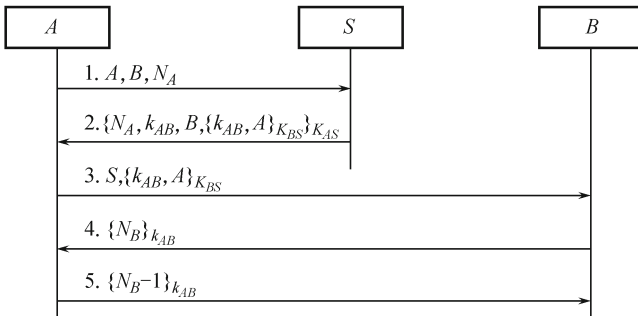 A S B
1. A, B, N_A
2. {N_A, k_AB, B, {k_AB, A}_K_BS}_K_AS
3. S, {k_AB, A}_K_BS
4. {N_B}_k_AB
5. {N_B−1}_k_AB